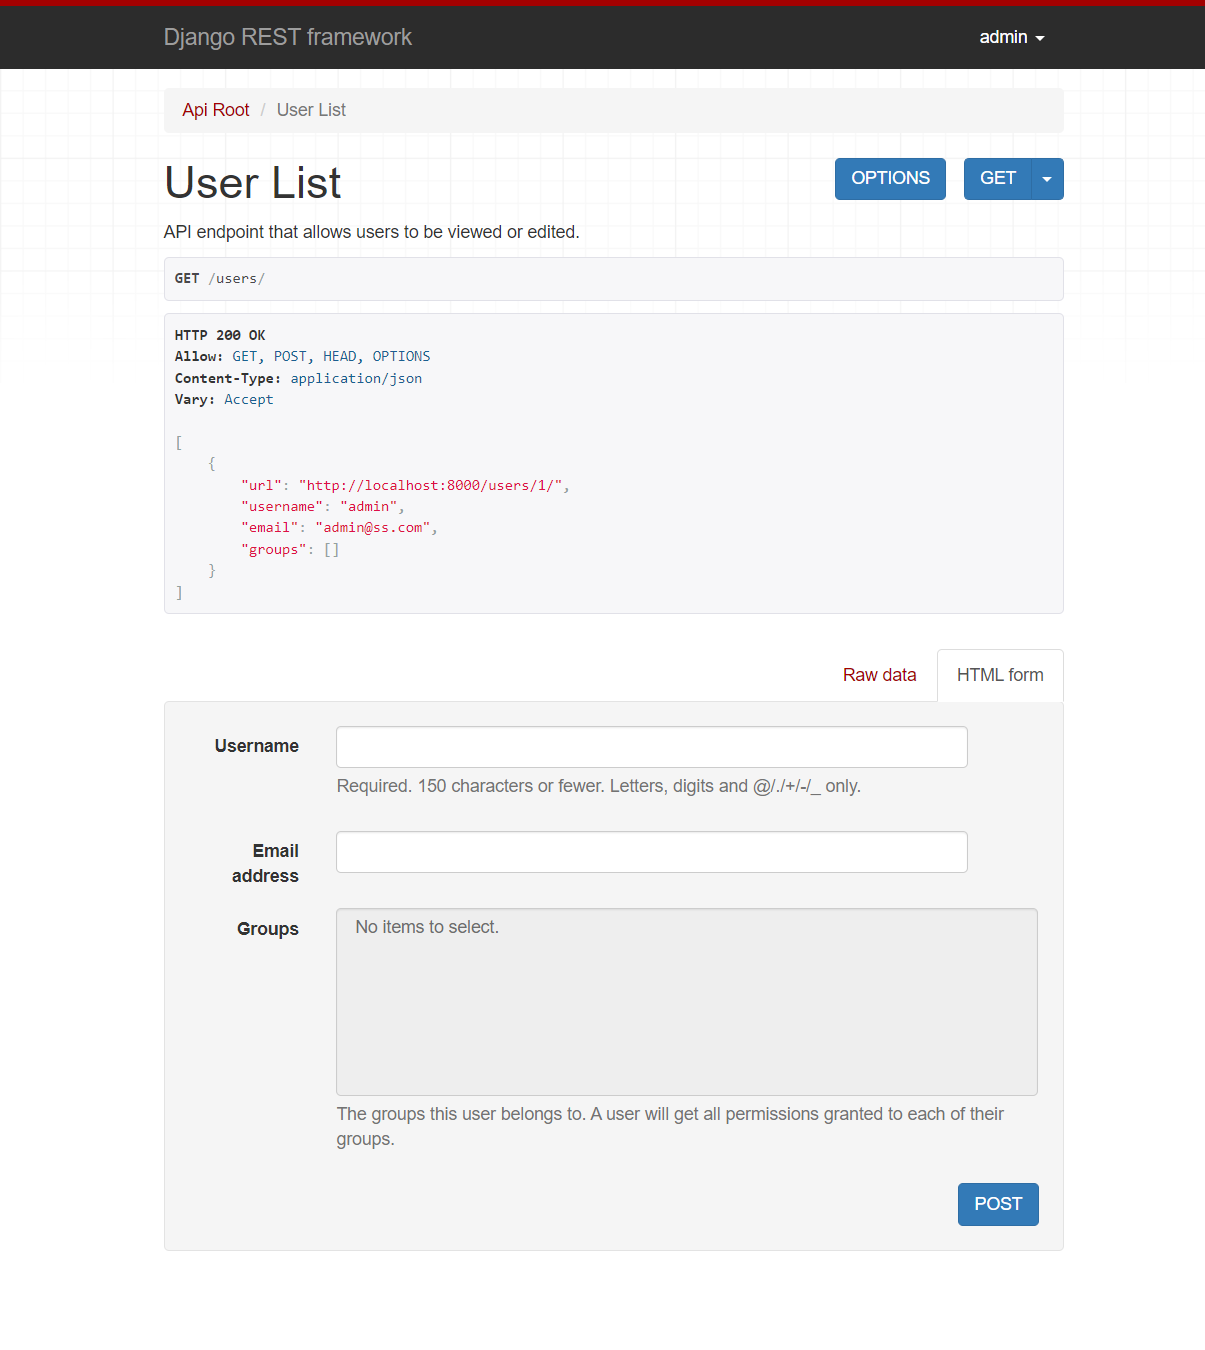 Django REST framework
admin
Api Root / User List
User List
OPTIONS
GET
API endpoint that allows users to be viewed or edited.
GET /users/
HTTP 200 OK
Allow: GET, POST, HEAD, OPTIONS
Content-Type: application/json
Vary: Accept
[
    {
        "url": "http://localhost:8000/users/1/",
        "username": "admin",
        "email": "admin@ss.com",
        "groups": []
    }
]
Raw data
HTML form
Username
Required. 150 characters or fewer. Letters, digits and @/./+/-/_ only.
Email
address
Groups
No items to select.
The groups this user belongs to. A user will get all permissions granted to each of their
groups.
POST